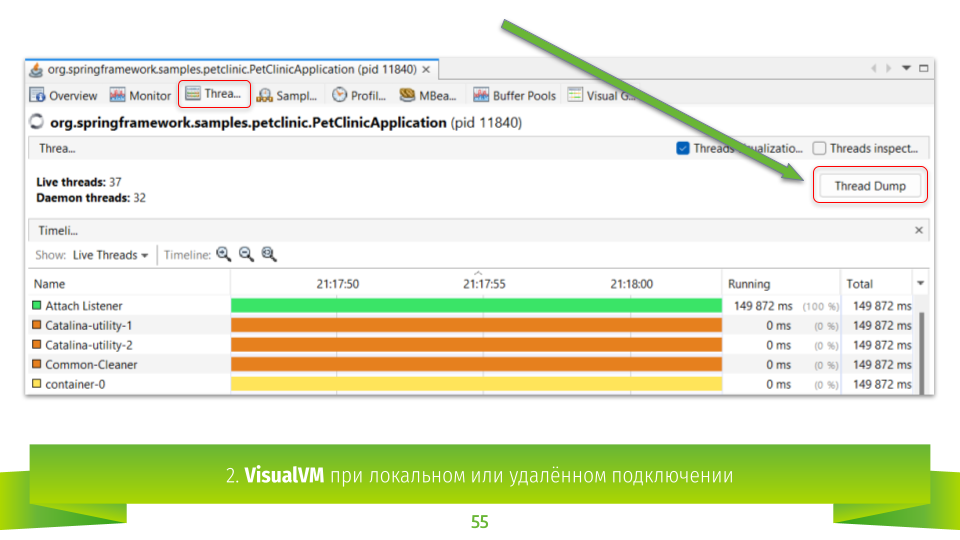 org.springframework.samples.petclinic.PetClinicApplication (pid 11840) ×
Overview Monitor Threa... Sampl... Profil... MBea... Buffer Pools Visual G...
org.springframework.samples.petclinic.PetClinicApplication (pid 11840)
Threa... Threads visualizatio... Threads inspect...
Live threads: 37
Daemon threads: 32
Thread Dump
Timeli... ×
Show: Live Threads Timeline:
Name 21:17:50 21:17:55 21:18:00 Running Total
Attach Listener 149 872 ms (100 %) 149 872 ms
Catalina-utility-1 0 ms (0 %) 149 872 ms
Catalina-utility-2 0 ms (0 %) 149 872 ms
Common-Cleaner 0 ms (0 %) 149 872 ms
container-0 0 ms (0 %) 149 872 ms
2. VisualVM при локальном или удалённом подключении
55